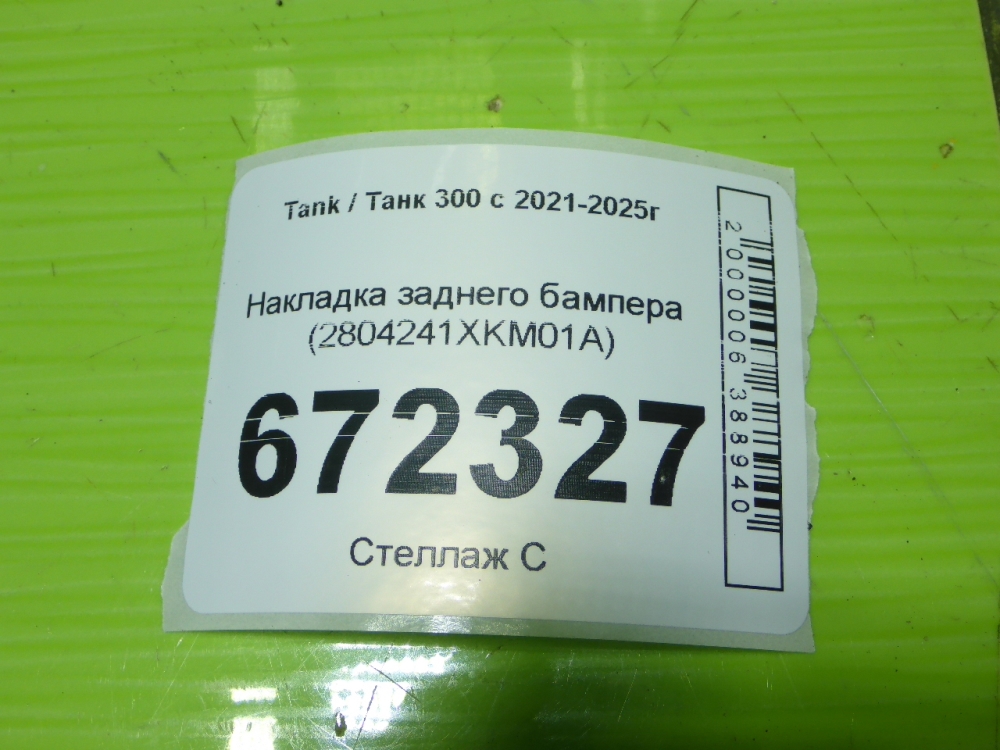 Tank / Танк 300 с 2021-2025г
Накладка заднего бампера
(2804241XKM01A)
672327
Стеллаж С
2000006388940